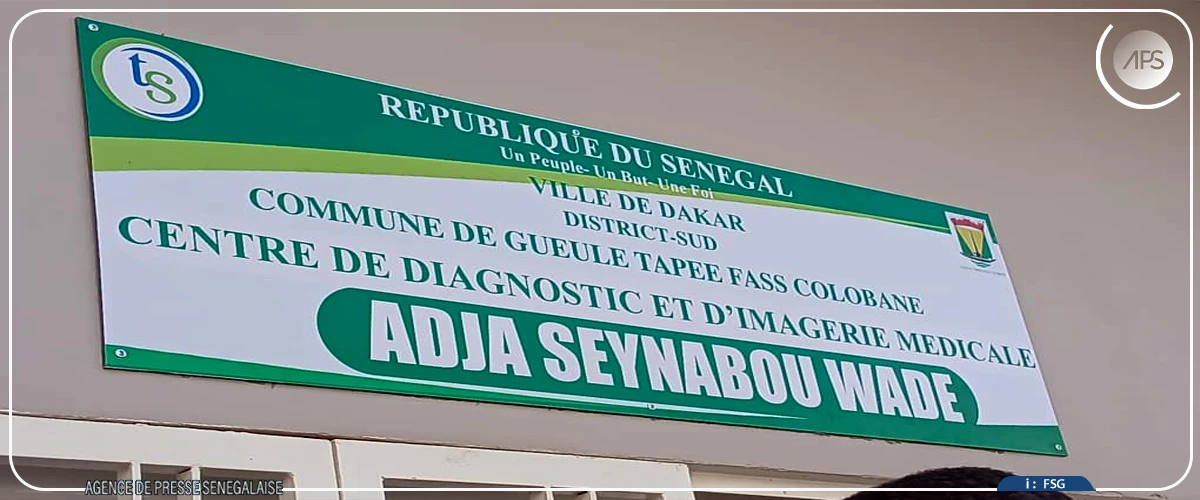 ts
APS
REPUBLIQUE DU SENEGAL
Un Peuple- Un But- Une Foi
VILLE DE DAKAR
DISTRICT-SUD
COMMUNE DE GUEULE TAPEE FASS COLOBANE
CENTRE DE DIAGNOSTIC ET D'IMAGERIE MEDICALE
ADJA SEYNABOU WADE
AGENCE DE PRESSE SENEGALAISE
i : FSG